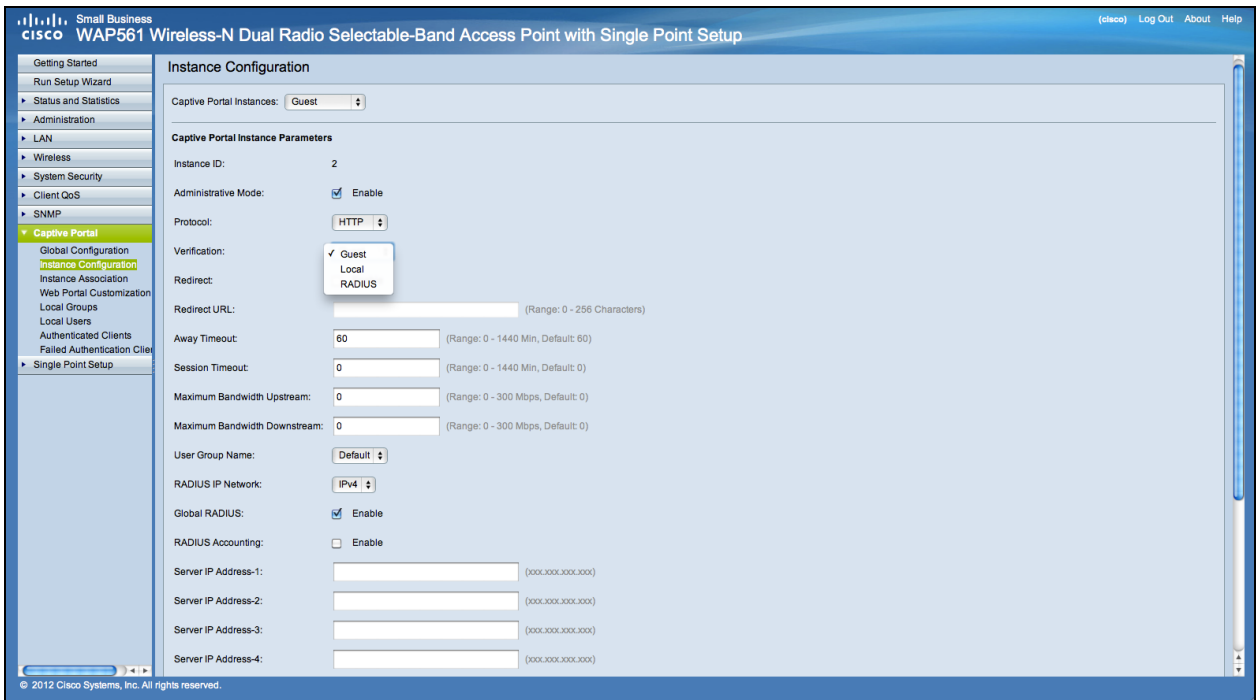 Small Business
cisco WAP561 Wireless-N Dual Radio Selectable-Band Access Point with Single Point Setup
(cisco) Log Out About Help
Getting Started
Run Setup Wizard
Status and Statistics
Administration
LAN
Wireless
System Security
Client QoS
SNMP
Captive Portal
Global Configuration
Instance Configuration
Instance Association
Web Portal Customization
Local Groups
Local Users
Authenticated Clients
Failed Authentication Clien
Single Point Setup
Instance Configuration
Captive Portal Instances: Guest
Captive Portal Instance Parameters
Instance ID: 2
Administrative Mode: Enable
Protocol: HTTP
Verification:
✓ Guest
Local
RADIUS
Redirect:
Redirect URL: (Range: 0 - 256 Characters)
Away Timeout: 60 (Range: 0 - 1440 Min, Default: 60)
Session Timeout: 0 (Range: 0 - 1440 Min, Default: 0)
Maximum Bandwidth Upstream: 0 (Range: 0 - 300 Mbps, Default: 0)
Maximum Bandwidth Downstream: 0 (Range: 0 - 300 Mbps, Default: 0)
User Group Name: Default
RADIUS IP Network: IPv4
Global RADIUS: Enable
RADIUS Accounting: Enable
Server IP Address-1: (xxx.xxx.xxx.xxx)
Server IP Address-2: (xxx.xxx.xxx.xxx)
Server IP Address-3: (xxx.xxx.xxx.xxx)
Server IP Address-4: (xxx.xxx.xxx.xxx)
© 2012 Cisco Systems, Inc. All rights reserved.